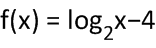 f(x) = log₂x−4